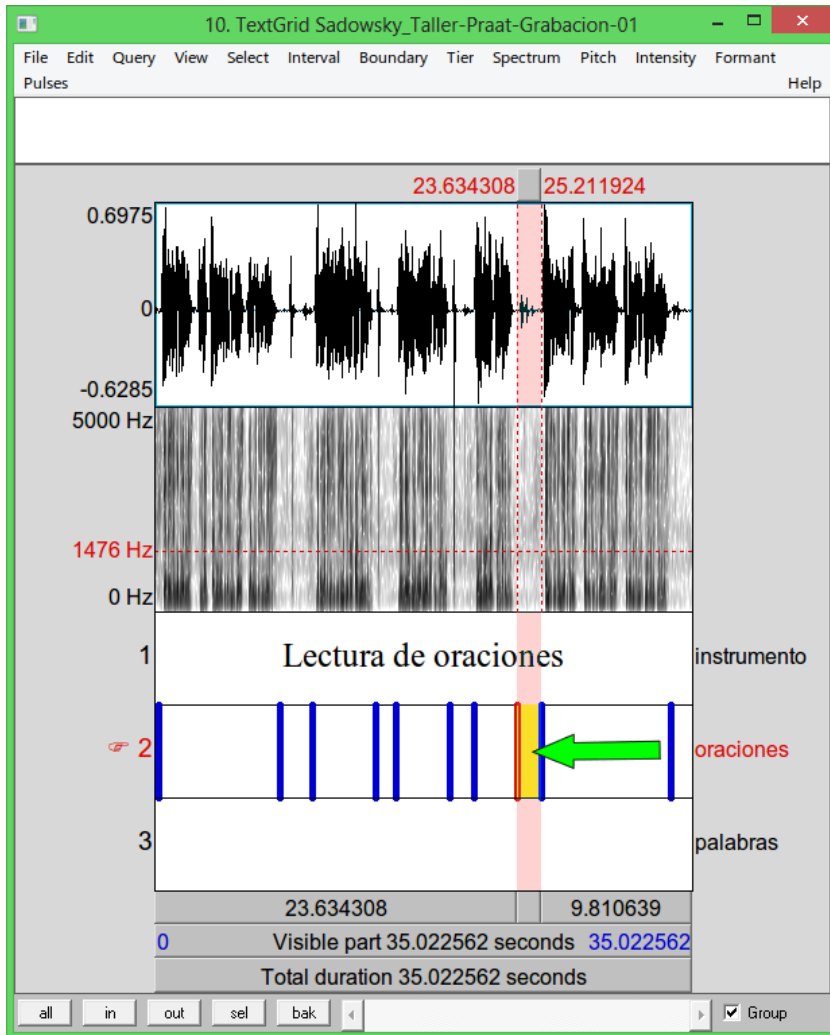 10. TextGrid Sadowsky_Taller-Praat-Grabacion-01
File Edit Query View Select Interval Boundary Tier Spectrum Pitch Intensity Formant
Pulses Help
23.634308 25.211924
0.6975
0
-0.6285
5000 Hz
1476 Hz
0 Hz
1 Lectura de oraciones instrumento
2 oraciones
3 palabras
23.634308 9.810639
0 Visible part 35.022562 seconds 35.022562
Total duration 35.022562 seconds
all in out sel bak Group